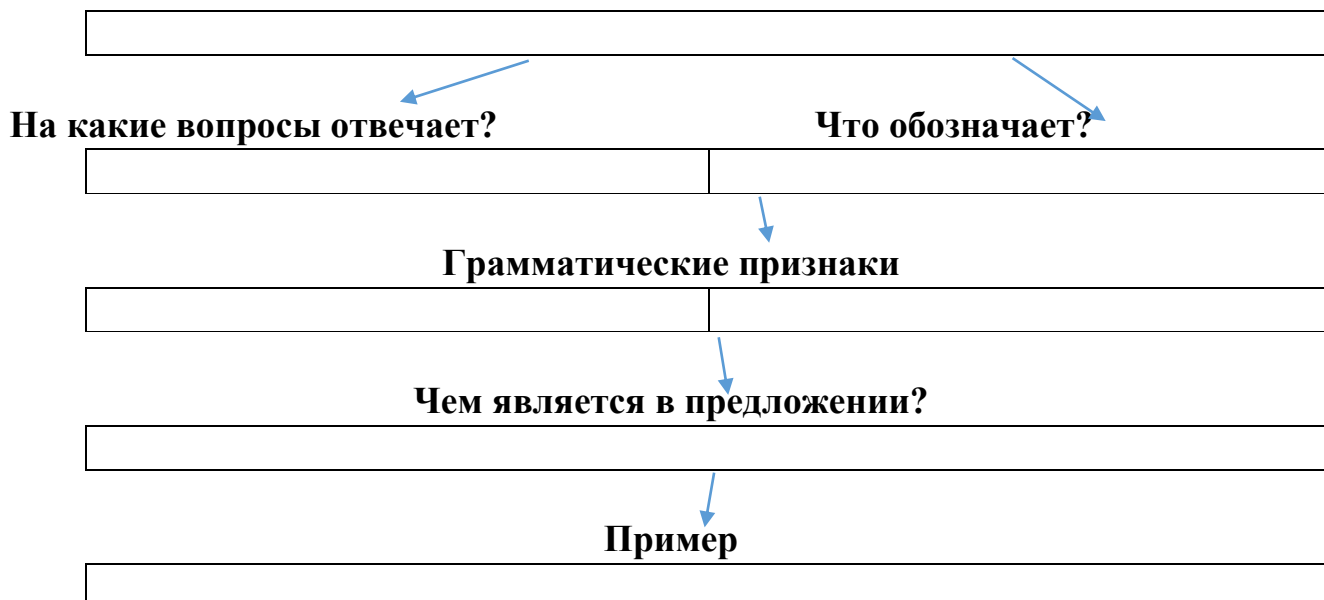 На какие вопросы отвечает? Что обозначает?
Грамматические признаки
Чем является в предложении?
Пример